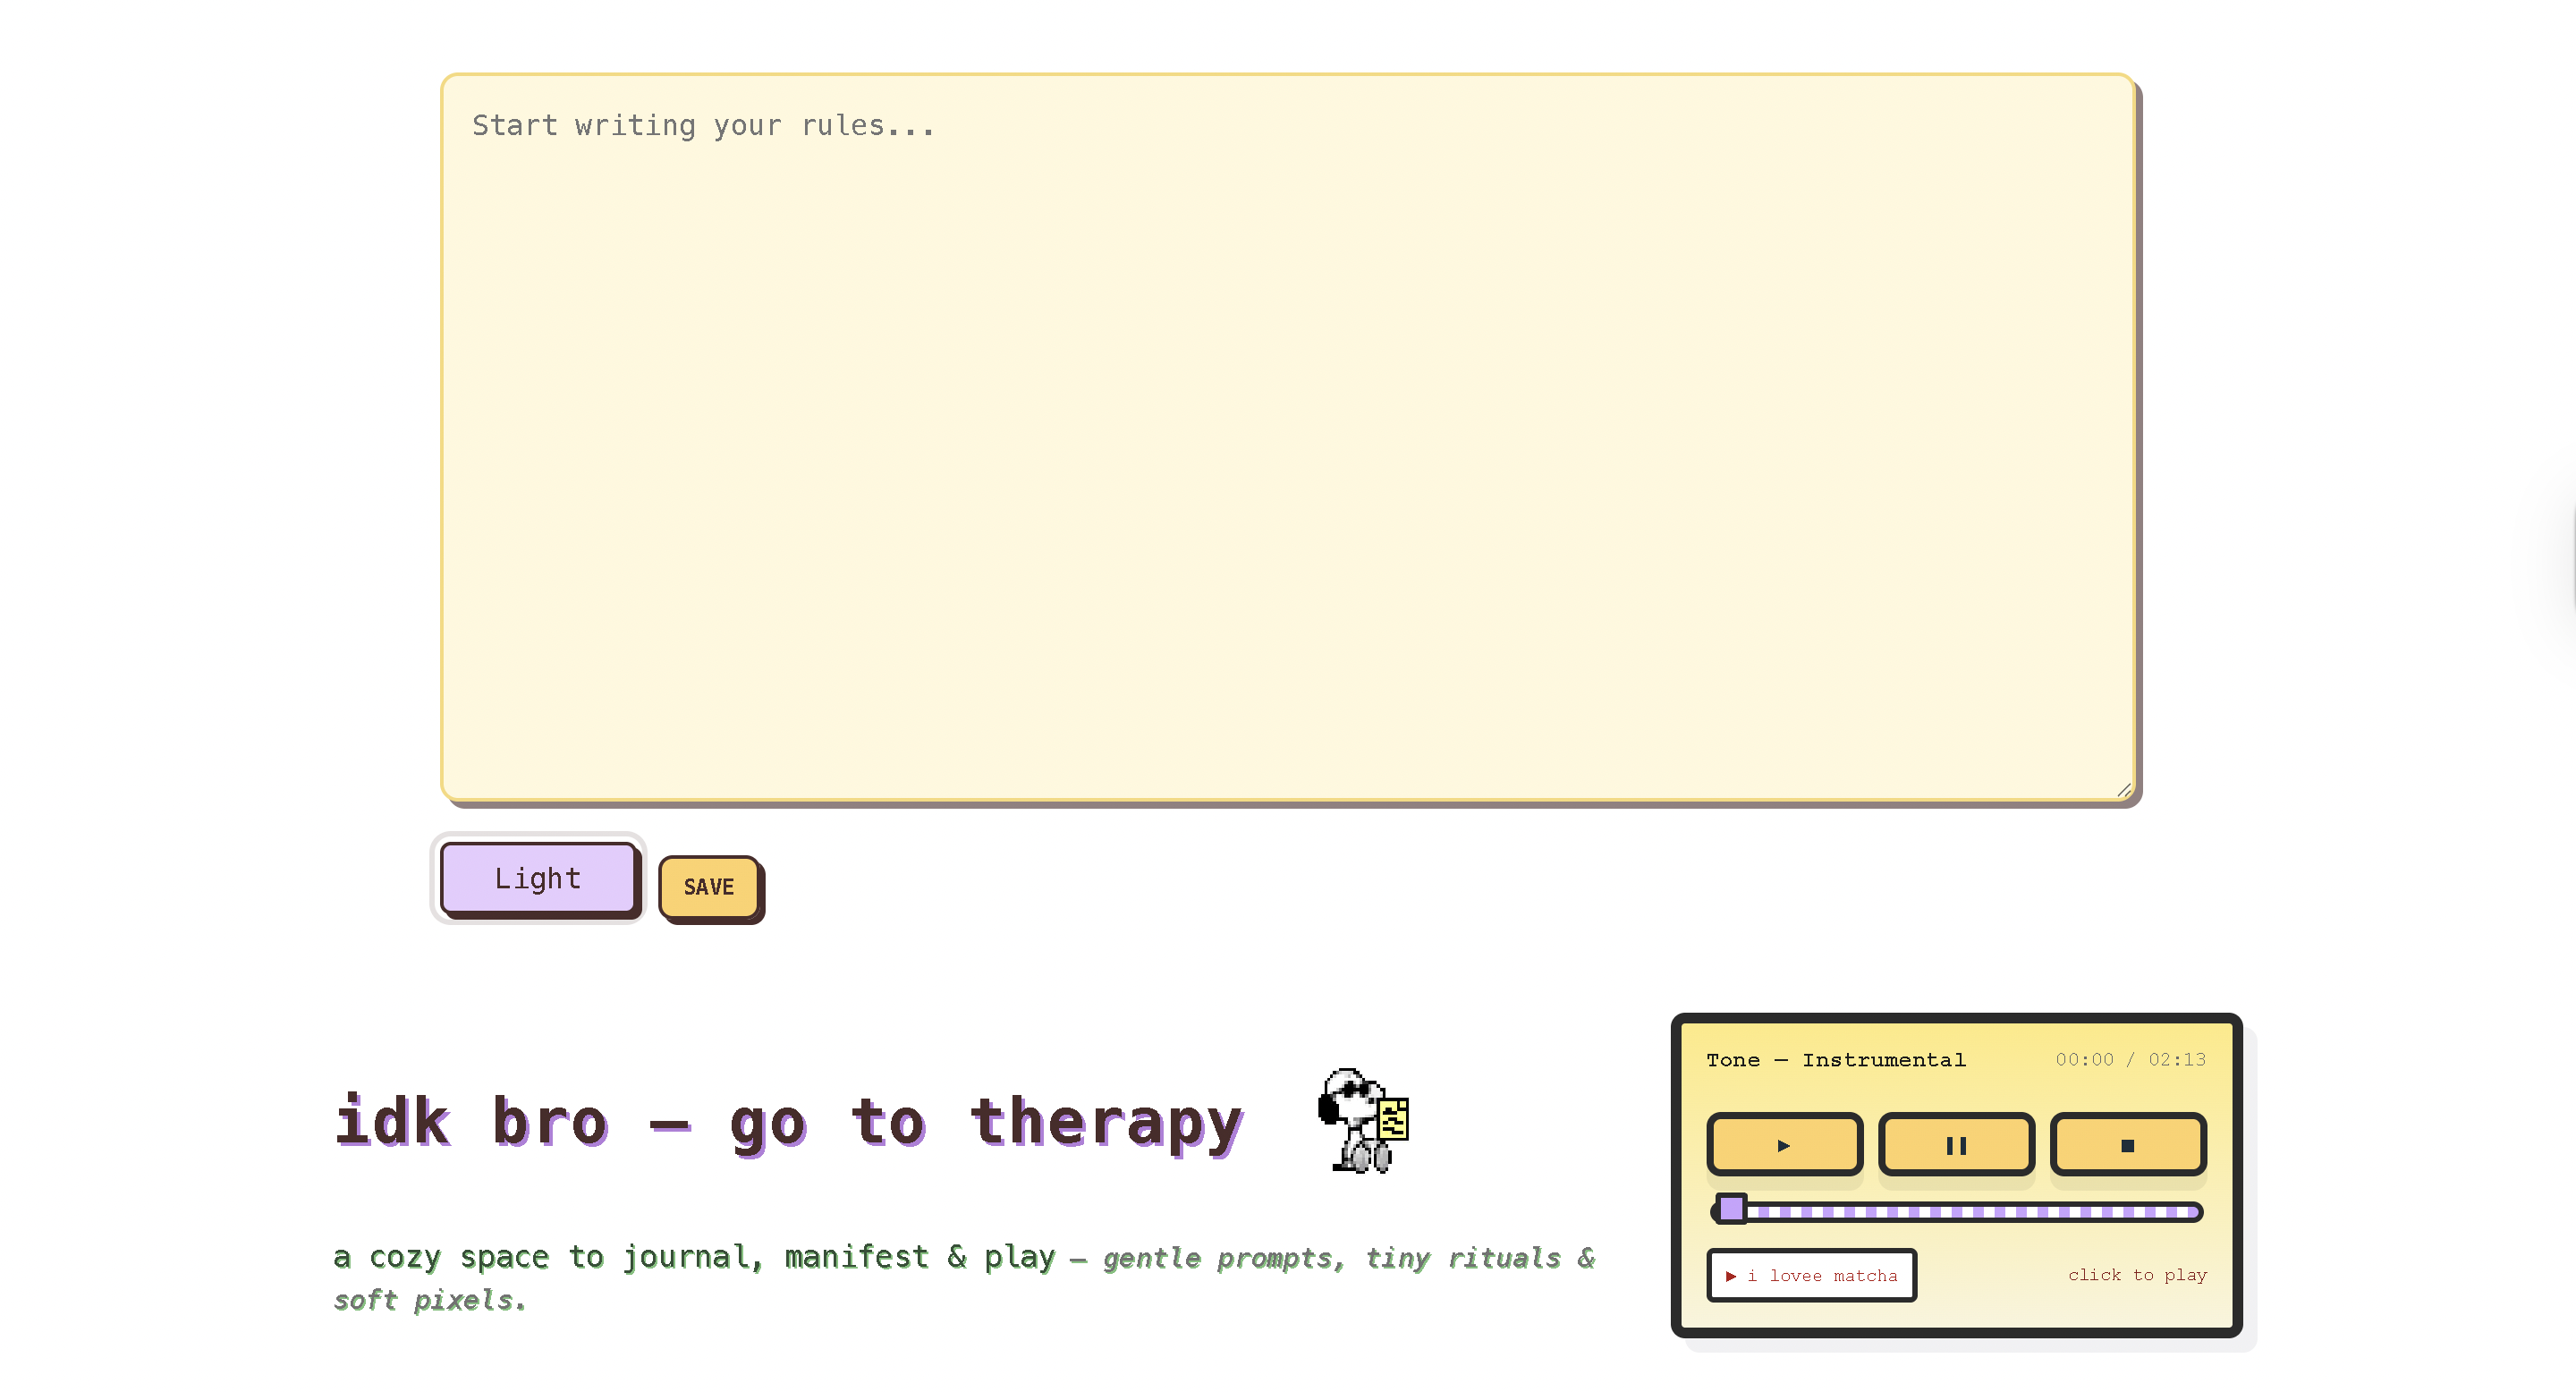 Start writing your rules...
Light
SAVE
idk bro — go to therapy
a cozy space to journal, manifest & play — gentle prompts, tiny rituals &
soft pixels.
Tone — Instrumental
00:00 / 02:13
▶ i lovee matcha
click to play